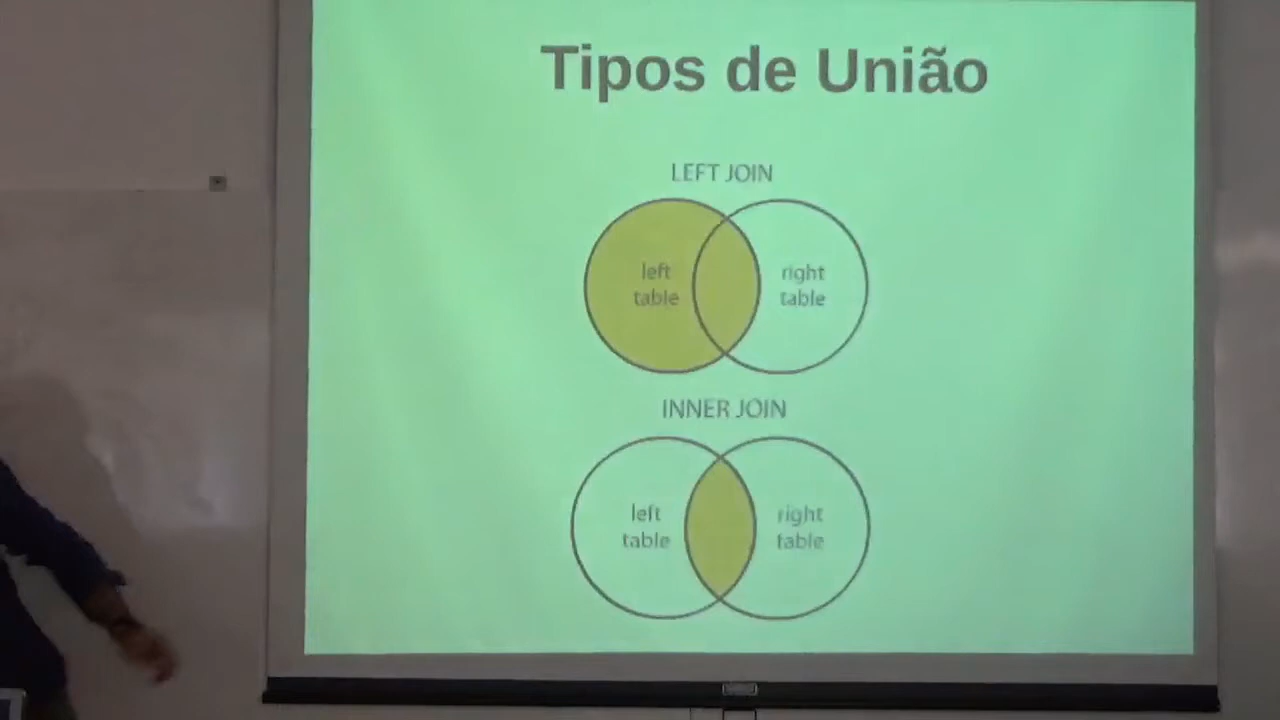 Tipos de União
LEFT JOIN
left
table
right
table
INNER JOIN
left
table
right
table